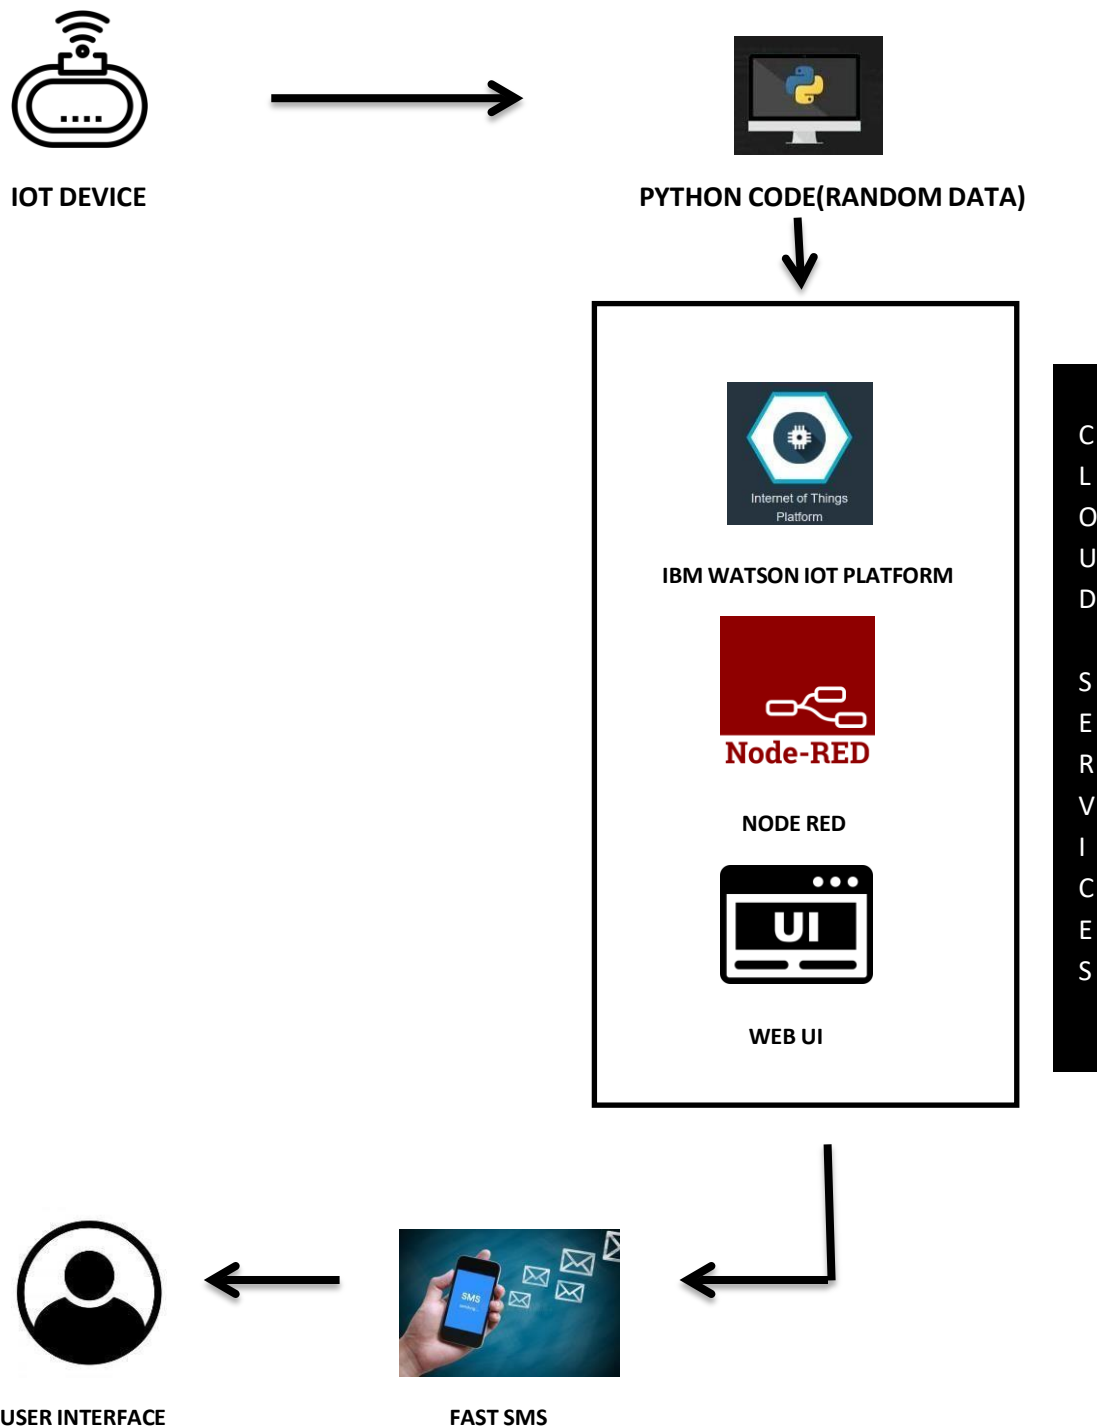 IOT DEVICE
PYTHON CODE(RANDOM DATA)
Internet of Things
Platform
IBM WATSON IOT PLATFORM
Node-RED
NODE RED
UI
WEB UI
C
L
O
U
D
S
E
R
V
I
C
E
S
SMS
USER INTERFACE
FAST SMS